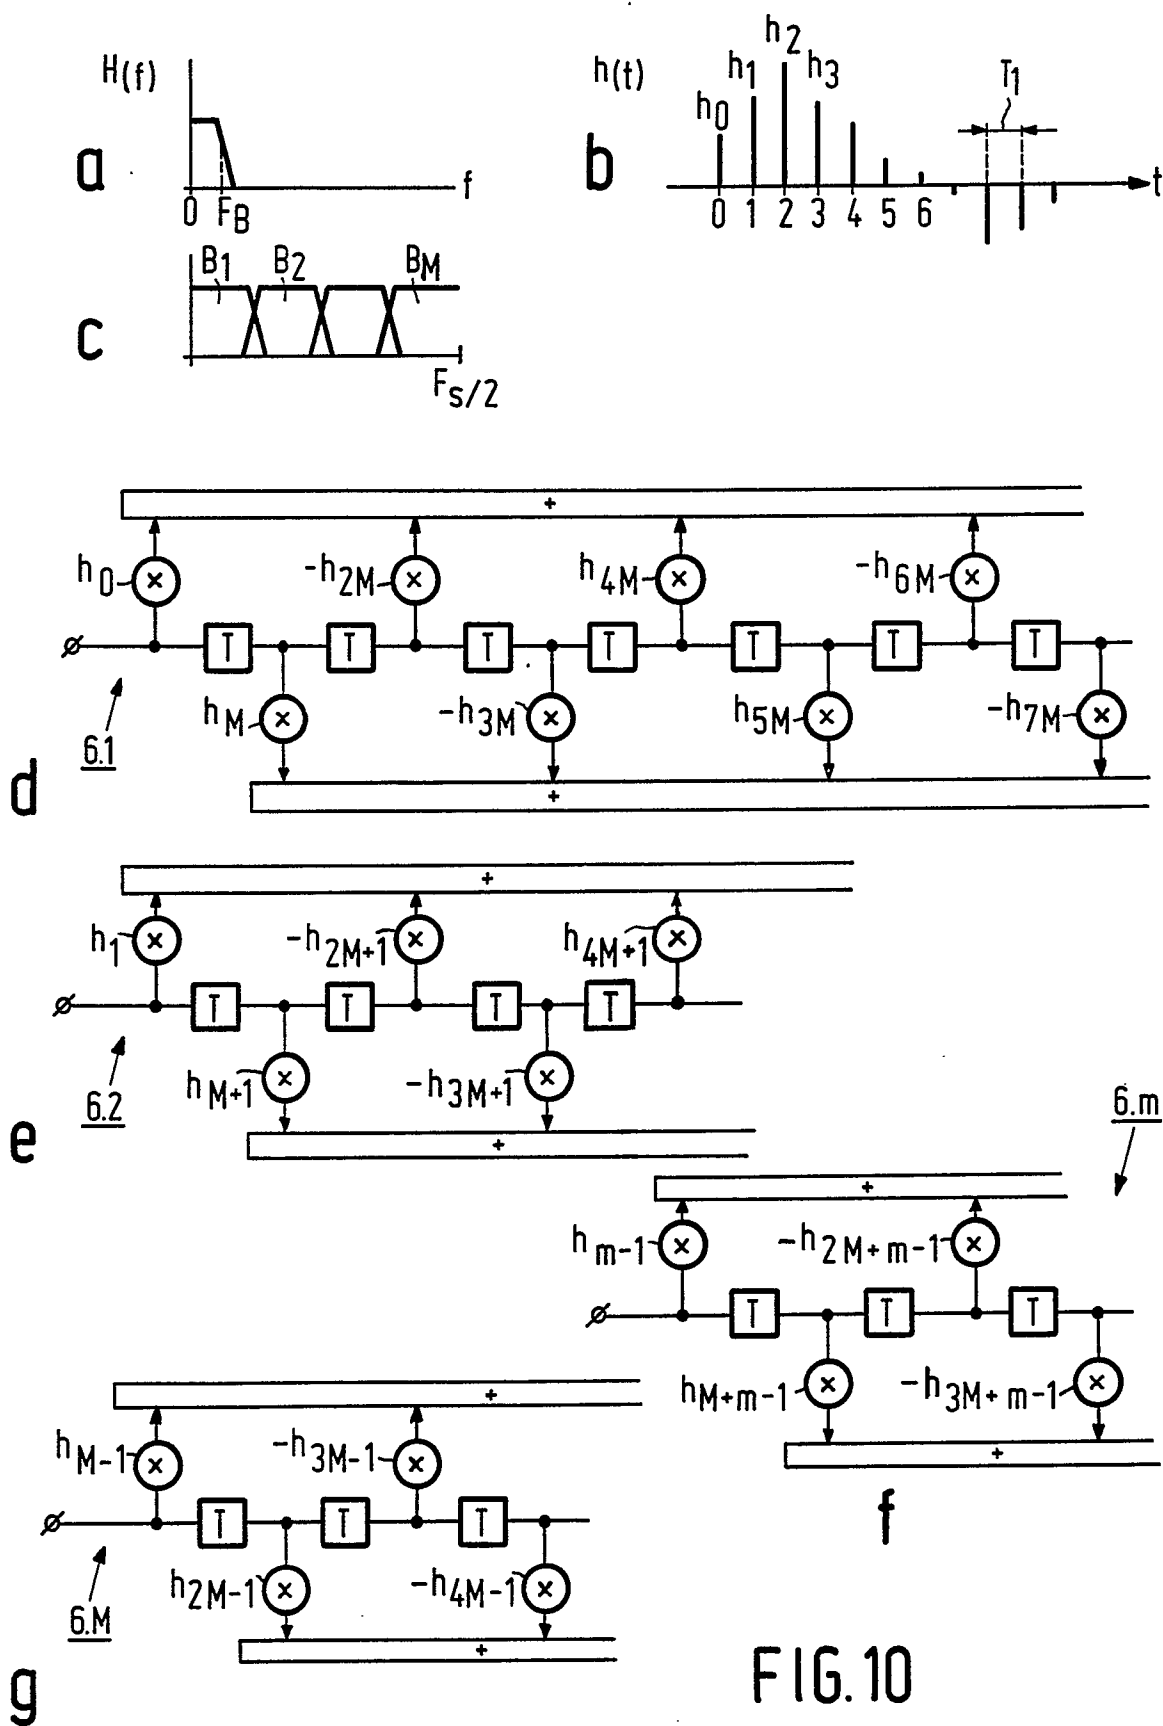 H(f)
0 F_B f
a
h(t)
h_0 h_1 h_2 h_3 T_1
0 1 2 3 4 5 6 t
b
B_1 B_2 B_M
F_s/2
c
+
h_0 × -h_2M × h_4M × -h_6M ×
T T T T T T T
h_M × -h_3M × h_5M × -h_7M ×
6.1
+
d
+
h_1 × -h_2M+1 × h_4M+1 ×
T T T T
h_M+1 × -h_3M+1 ×
6.2
+
e
6.m
+
h_m-1 × -h_2M+m-1 ×
T T T
h_M+m-1 × -h_3M+m-1 ×
+
f
+
h_M-1 × -h_3M-1 ×
T T T
h_2M-1 × -h_4M-1 ×
6.M
+
g
FIG.10